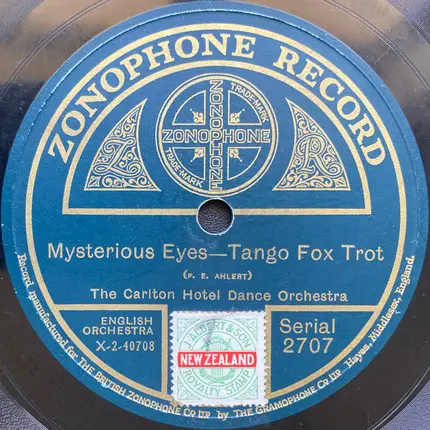 ZONOPHONE RECORD
TRADE-MARK
ZONOPHONE
ZONOPHONE
TRADE-MARK
Z
R
Mysterious Eyes—Tango Fox Trot
(F. E. AHLERT)
The Carlton Hotel Dance Orchestra
ENGLISH
ORCHESTRA
X-2-40708
J. ALBERT & SON
NEW ZEALAND
ROYALTY STAMP
Serial
2707
Record manufactured for The BRITISH ZONOPHONE Co LTD by The GRAMOPHONE Co LTD Hayes, Middlesex, England.